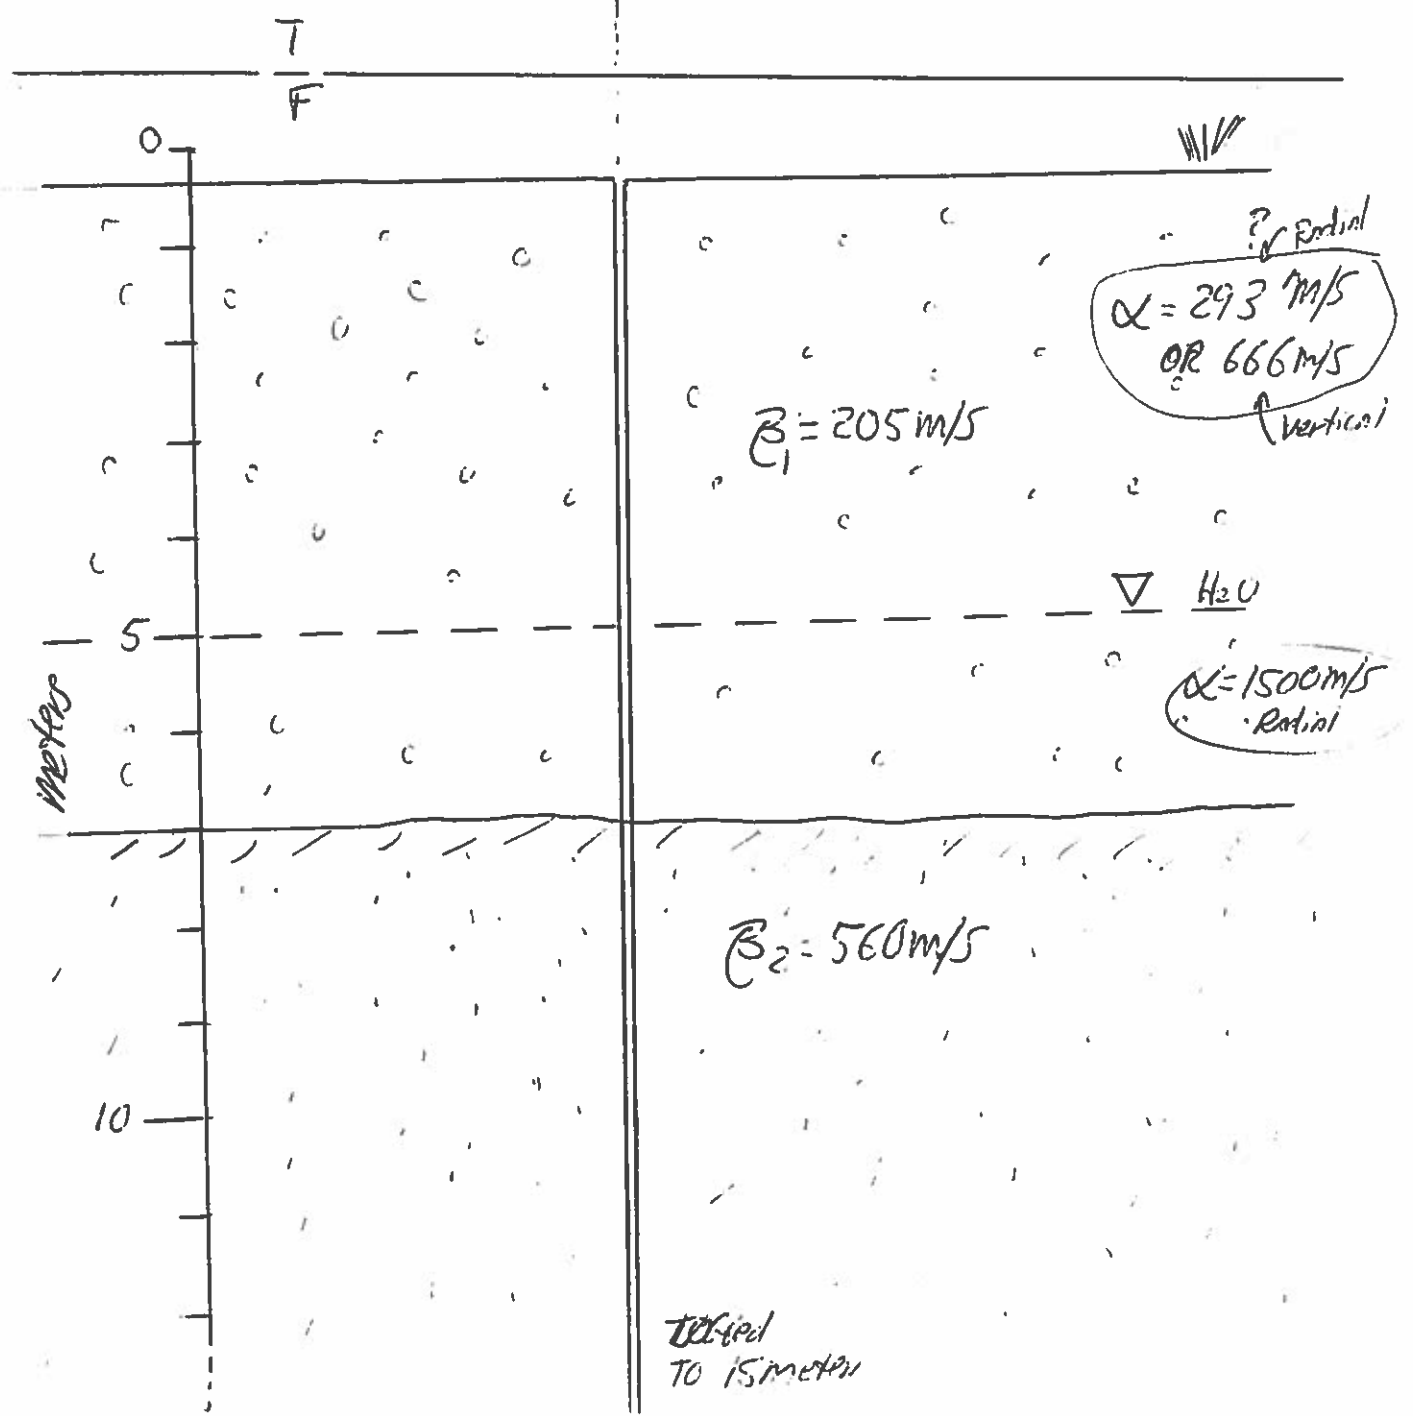 T
F
0
? Radial
α = 293 m/s
OR 666 m/s
Vertical
β₁ = 205 m/s
H₂O
5
α = 1500 m/s
Radial
meters
β₂ = 560 m/s
10
TO 15 meters